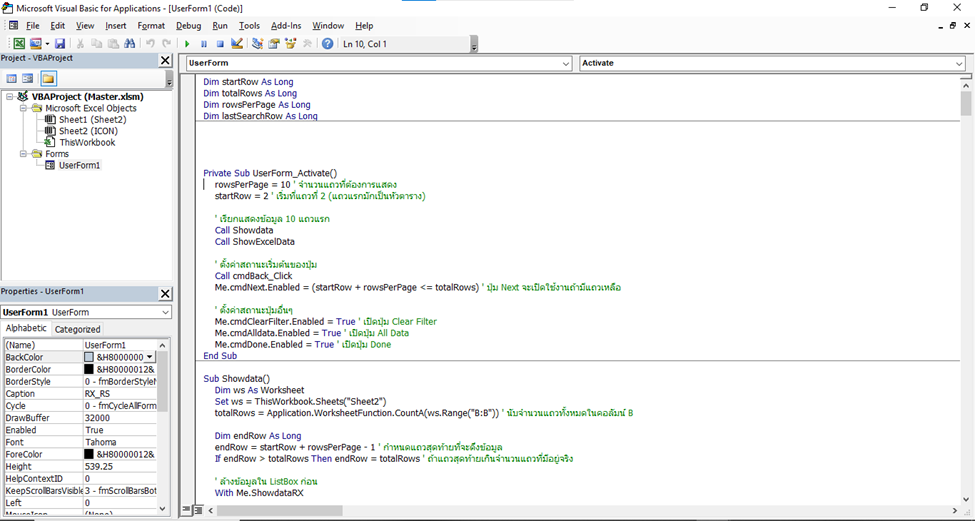 Microsoft Visual Basic for Applications - [UserForm1 (Code)]
File Edit View Insert Format Debug Run Tools Add-Ins Window Help
Ln 10, Col 1
Project - VBAProject
VBAProject (Master.xlsm)
Microsoft Excel Objects
Sheet1 (Sheet2)
Sheet2 (ICON)
ThisWorkbook
Forms
UserForm1
Properties - UserForm1
UserForm1 UserForm
Alphabetic Categorized
(Name) UserForm1
BackColor &H8000000
BorderColor &H80000012&
BorderStyle 0 - fmBorderStyleN
Caption RX_RS
Cycle 0 - fmCycleAllForm
DrawBuffer 32000
Enabled True
Font Tahoma
ForeColor &H80000012&
Height 539.25
HelpContextID 0
KeepScrollBarsVisible 3 - fmScrollBarsBot
Left 0
MouseIcon (None)
UserForm Activate
Dim startRow As Long
Dim totalRows As Long
Dim rowsPerPage As Long
Dim lastSearchRow As Long
Private Sub UserForm_Activate()
rowsPerPage = 10 ' จำนวนแถวที่ต้องการแสดง
startRow = 2 ' เริ่มที่แถวที่ 2 (แถวแรกมักเป็นหัวตาราง)
' เรียกแสดงข้อมูล 10 แถวแรก
Call Showdata
Call ShowExcelData
' ตั้งค่าสถานะเริ่มต้นของปุ่ม
Call cmdBack_Click
Me.cmdNext.Enabled = (startRow + rowsPerPage <= totalRows) ' ปุ่ม Next จะเปิดใช้งานถ้ามีแถวเหลือ
' ตั้งค่าสถานะปุ่มอื่นๆ
Me.cmdClearFilter.Enabled = True ' เปิดปุ่ม Clear Filter
Me.cmdAlldata.Enabled = True ' เปิดปุ่ม All Data
Me.cmdDone.Enabled = True ' เปิดปุ่ม Done
End Sub
Sub Showdata()
Dim ws As Worksheet
Set ws = ThisWorkbook.Sheets("Sheet2")
totalRows = Application.WorksheetFunction.CountA(ws.Range("B:B")) ' นับจำนวนแถวทั้งหมดในคอลัมน์ B
Dim endRow As Long
endRow = startRow + rowsPerPage - 1 ' กำหนดแถวสุดท้ายที่จะดึงข้อมูล
If endRow > totalRows Then endRow = totalRows ' ถ้าแถวสุดท้ายเกินจำนวนแถวที่มีอยู่จริง
' ล้างข้อมูลใน ListBox ก่อน
With Me.ShowdataRX